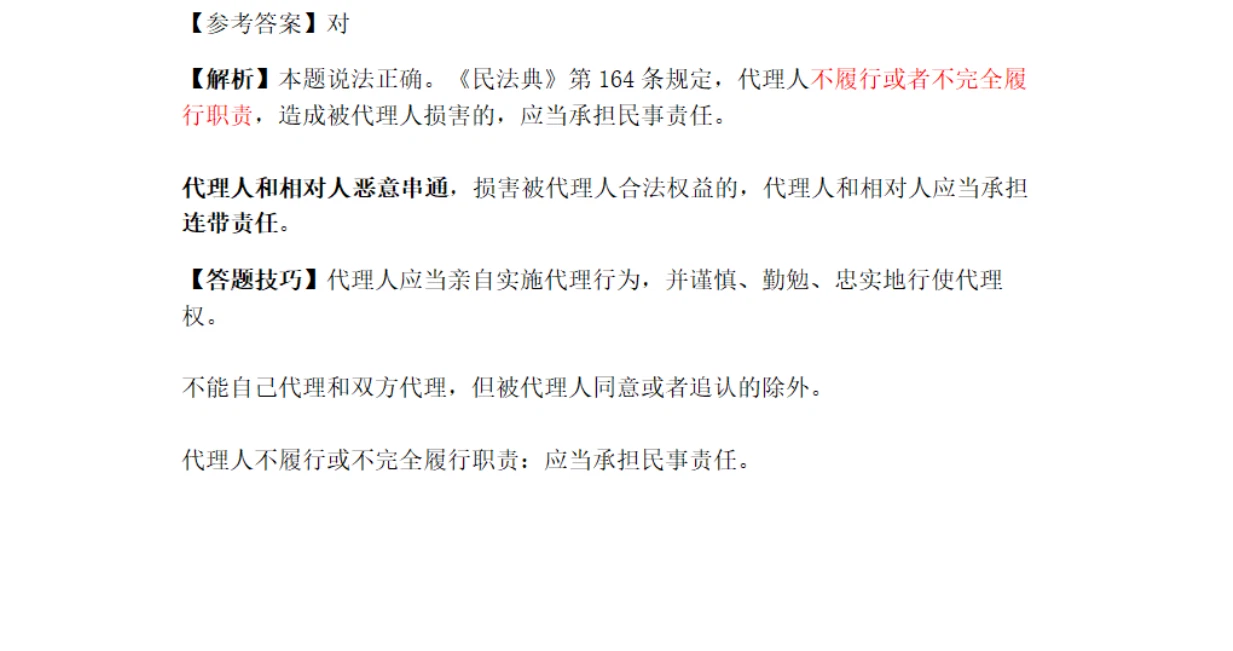 【参考答案】对
【解析】本题说法正确。《民法典》第 164 条规定，代理人不履行或者不完全履
行职责，造成被代理人损害的，应当承担民事责任。
代理人和相对人恶意串通，损害被代理人合法权益的，代理人和相对人应当承担
连带责任。
【答题技巧】代理人应当亲自实施代理行为，并谨慎、勤勉、忠实地行使代理
权。
不能自己代理和双方代理，但被代理人同意或者追认的除外。
代理人不履行或不完全履行职责：应当承担民事责任。